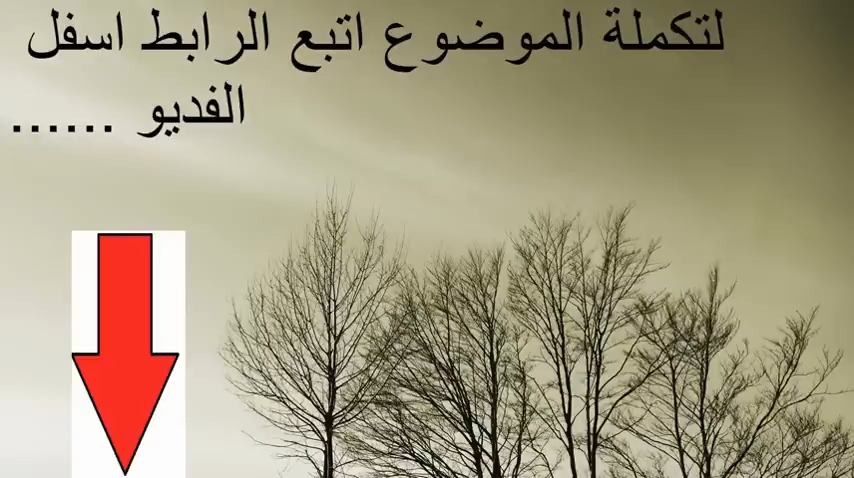 لتكملة الموضوع اتبع الرابط اسفل
الفديو ......